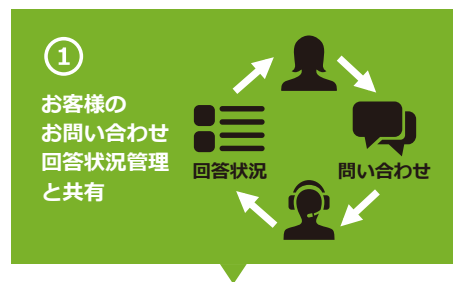 ①
お客様の
お問い合わせ
回答状況管理
と共有
回答状況
問い合わせ